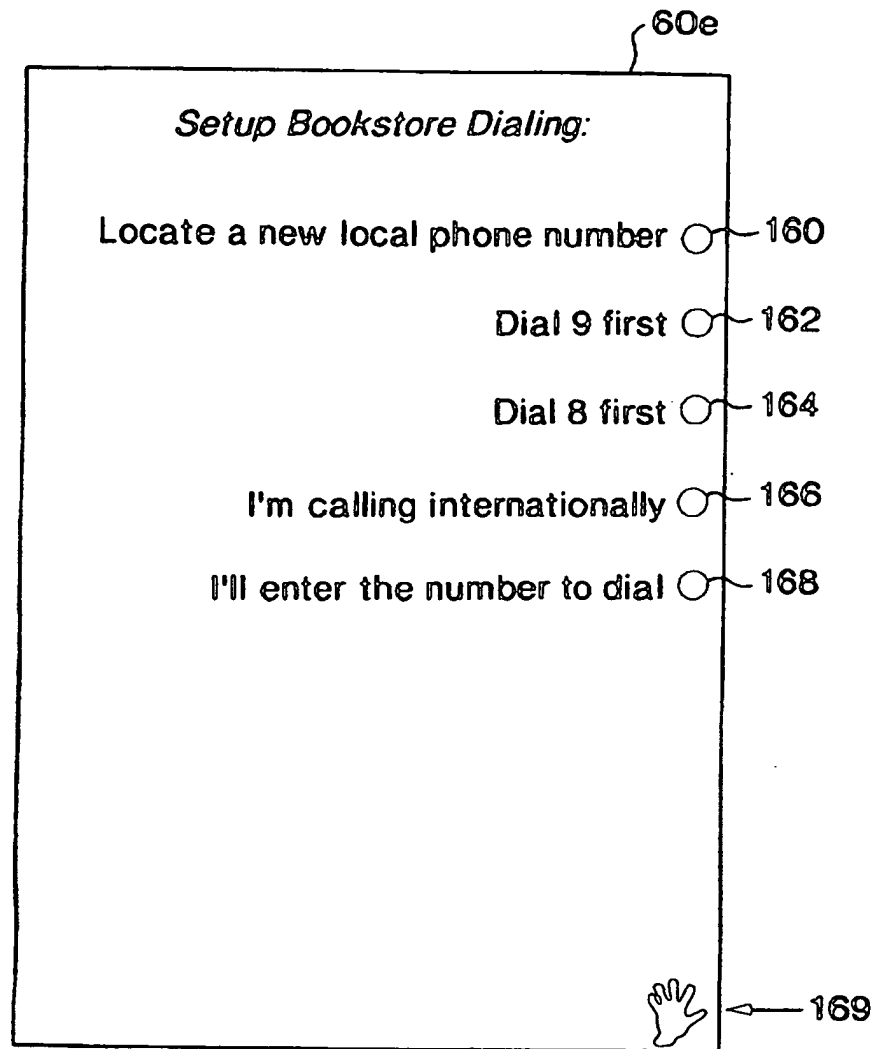 60e
Setup Bookstore Dialing:
Locate a new local phone number 160
Dial 9 first 162
Dial 8 first 164
I'm calling internationally 166
I'll enter the number to dial 168
169